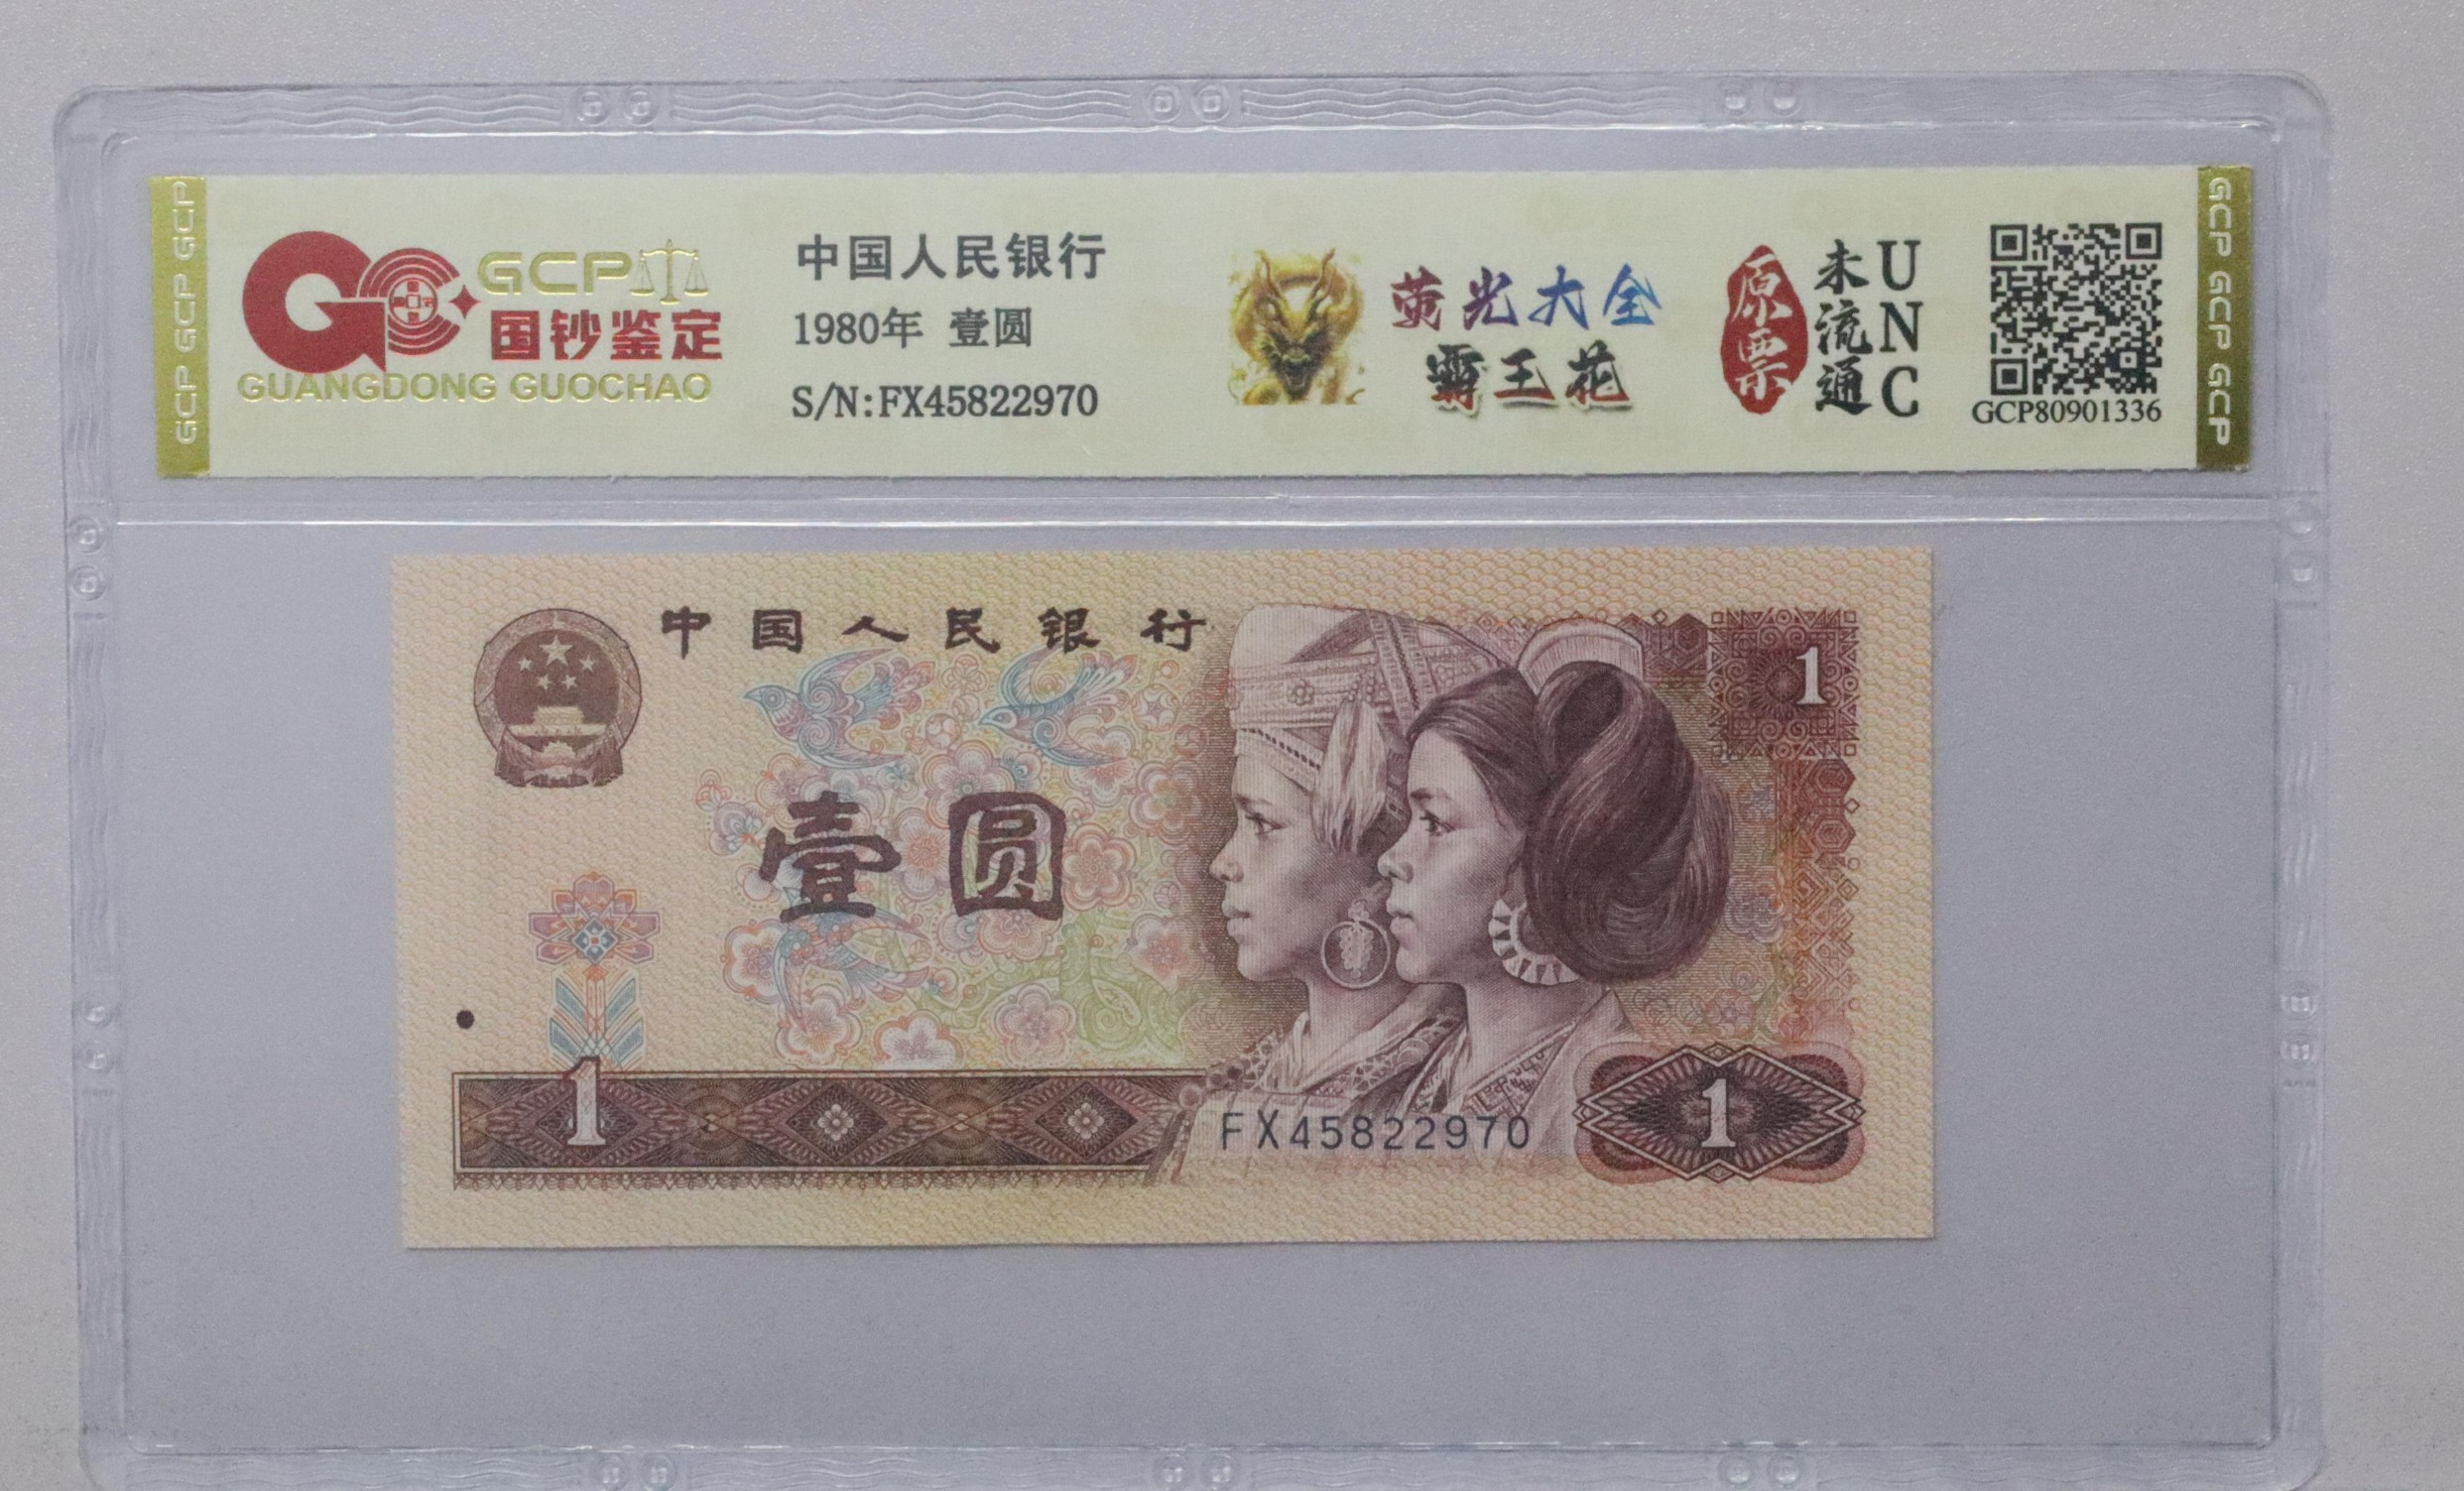 GCP GCP GCP
GCP
国钞鉴定
GUANGDONG GUOCHAO
中国人民银行
1980年 壹圆
S/N:FX45822970
荧光大全
霸王花
原票
未流通
UNC
GCP80901336
GCP GCP GCP
中国人民银行
1
壹圆
1
FX45822970
1